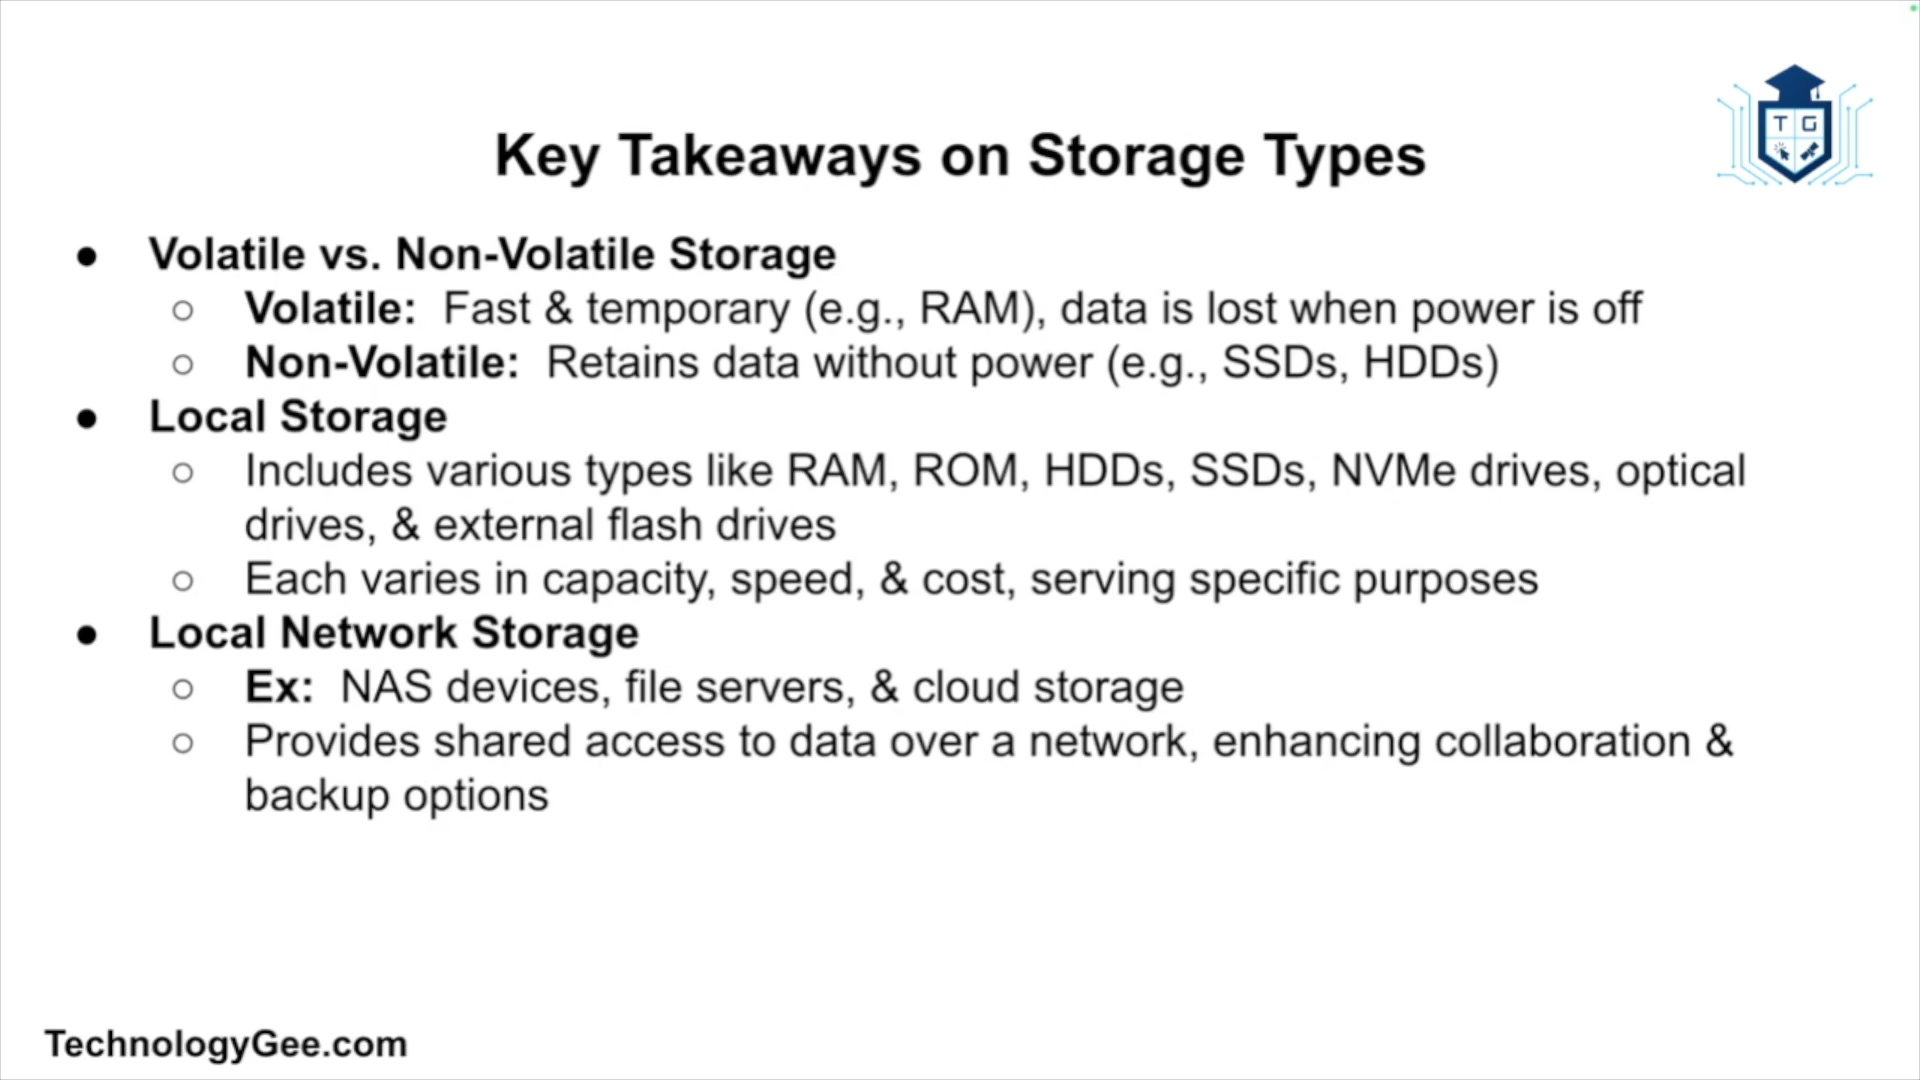 Key Takeaways on Storage Types
T G
● Volatile vs. Non-Volatile Storage
○ Volatile: Fast & temporary (e.g., RAM), data is lost when power is off
○ Non-Volatile: Retains data without power (e.g., SSDs, HDDs)
● Local Storage
○ Includes various types like RAM, ROM, HDDs, SSDs, NVMe drives, optical
drives, & external flash drives
○ Each varies in capacity, speed, & cost, serving specific purposes
● Local Network Storage
○ Ex: NAS devices, file servers, & cloud storage
○ Provides shared access to data over a network, enhancing collaboration &
backup options
TechnologyGee.com